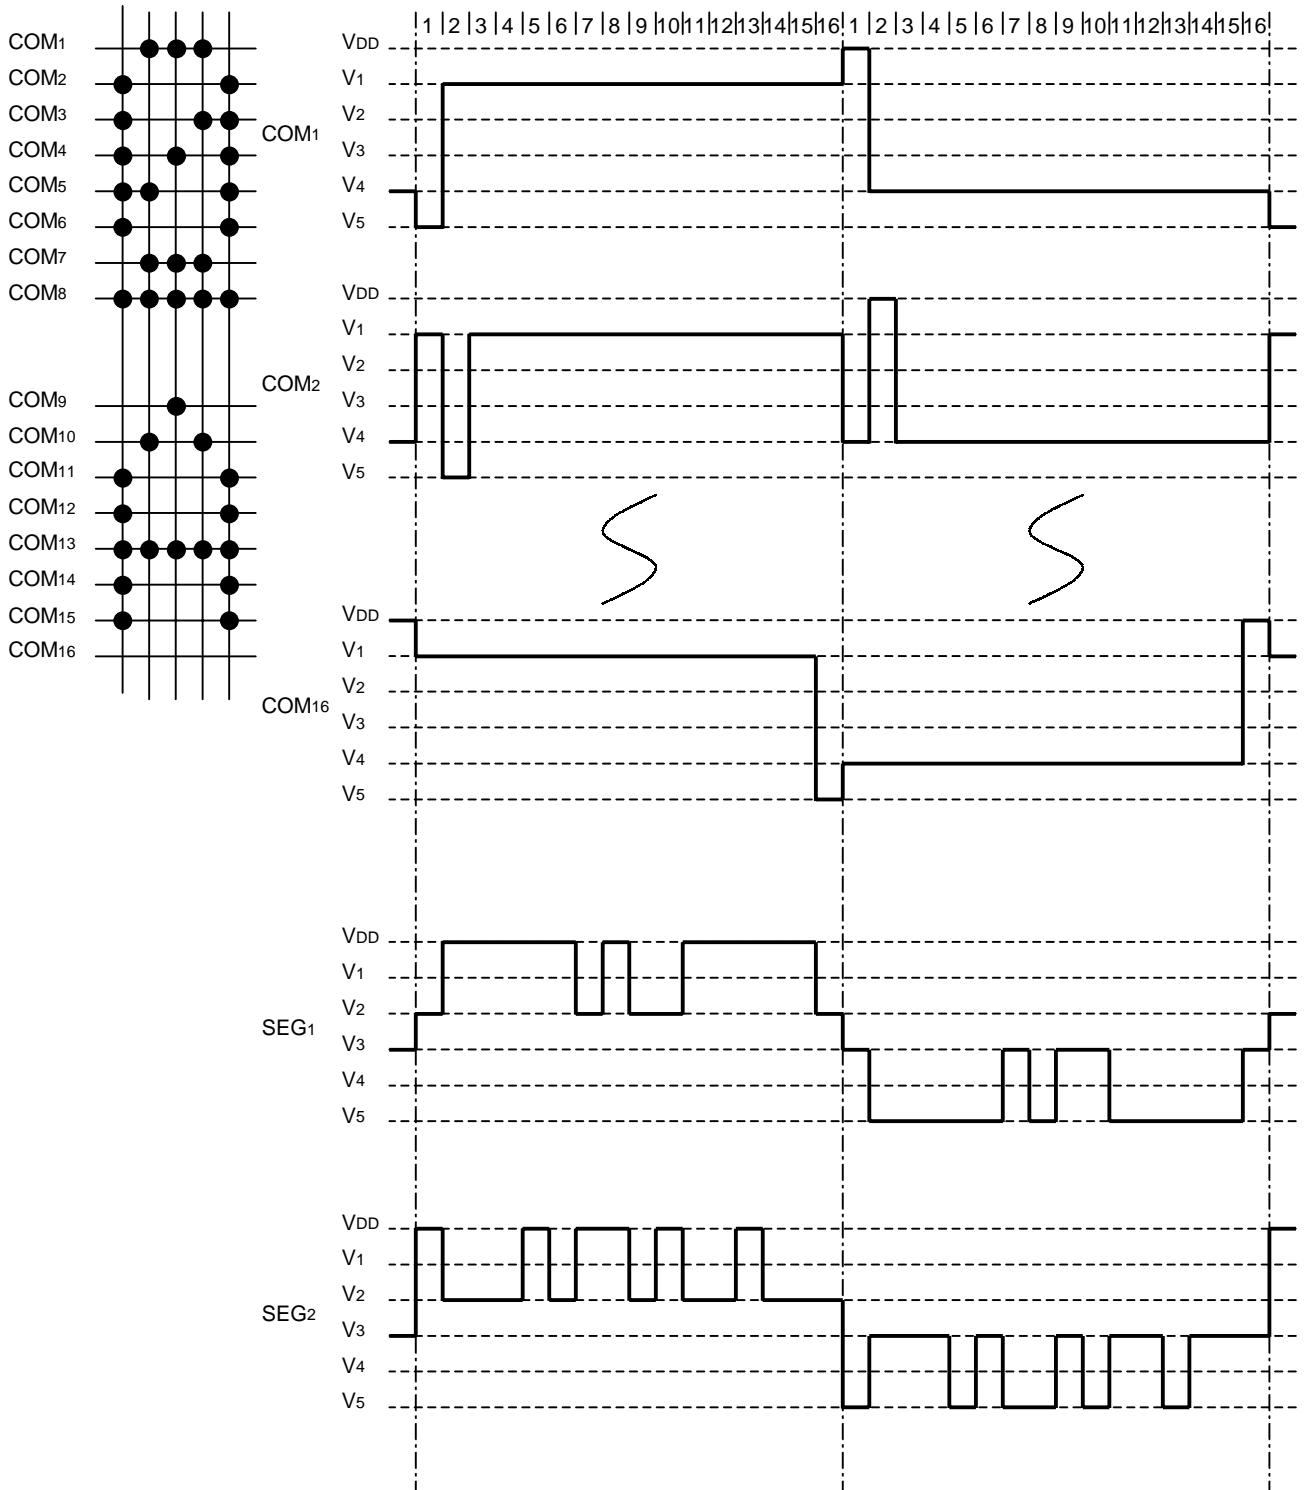 |1|2|3|4|5|6|7|8|9|10|11|12|13|14|15|16|1|2|3|4|5|6|7|8|9|10|11|12|13|14|15|16|
COM1
COM2
COM3
COM4
COM5
COM6
COM7
COM8
COM9
COM10
COM11
COM12
COM13
COM14
COM15
COM16
COM1
VDD
V1
V2
V3
V4
V5
COM2
VDD
V1
V2
V3
V4
V5
COM16
VDD
V1
V2
V3
V4
V5
SEG1
VDD
V1
V2
V3
V4
V5
SEG2
VDD
V1
V2
V3
V4
V5